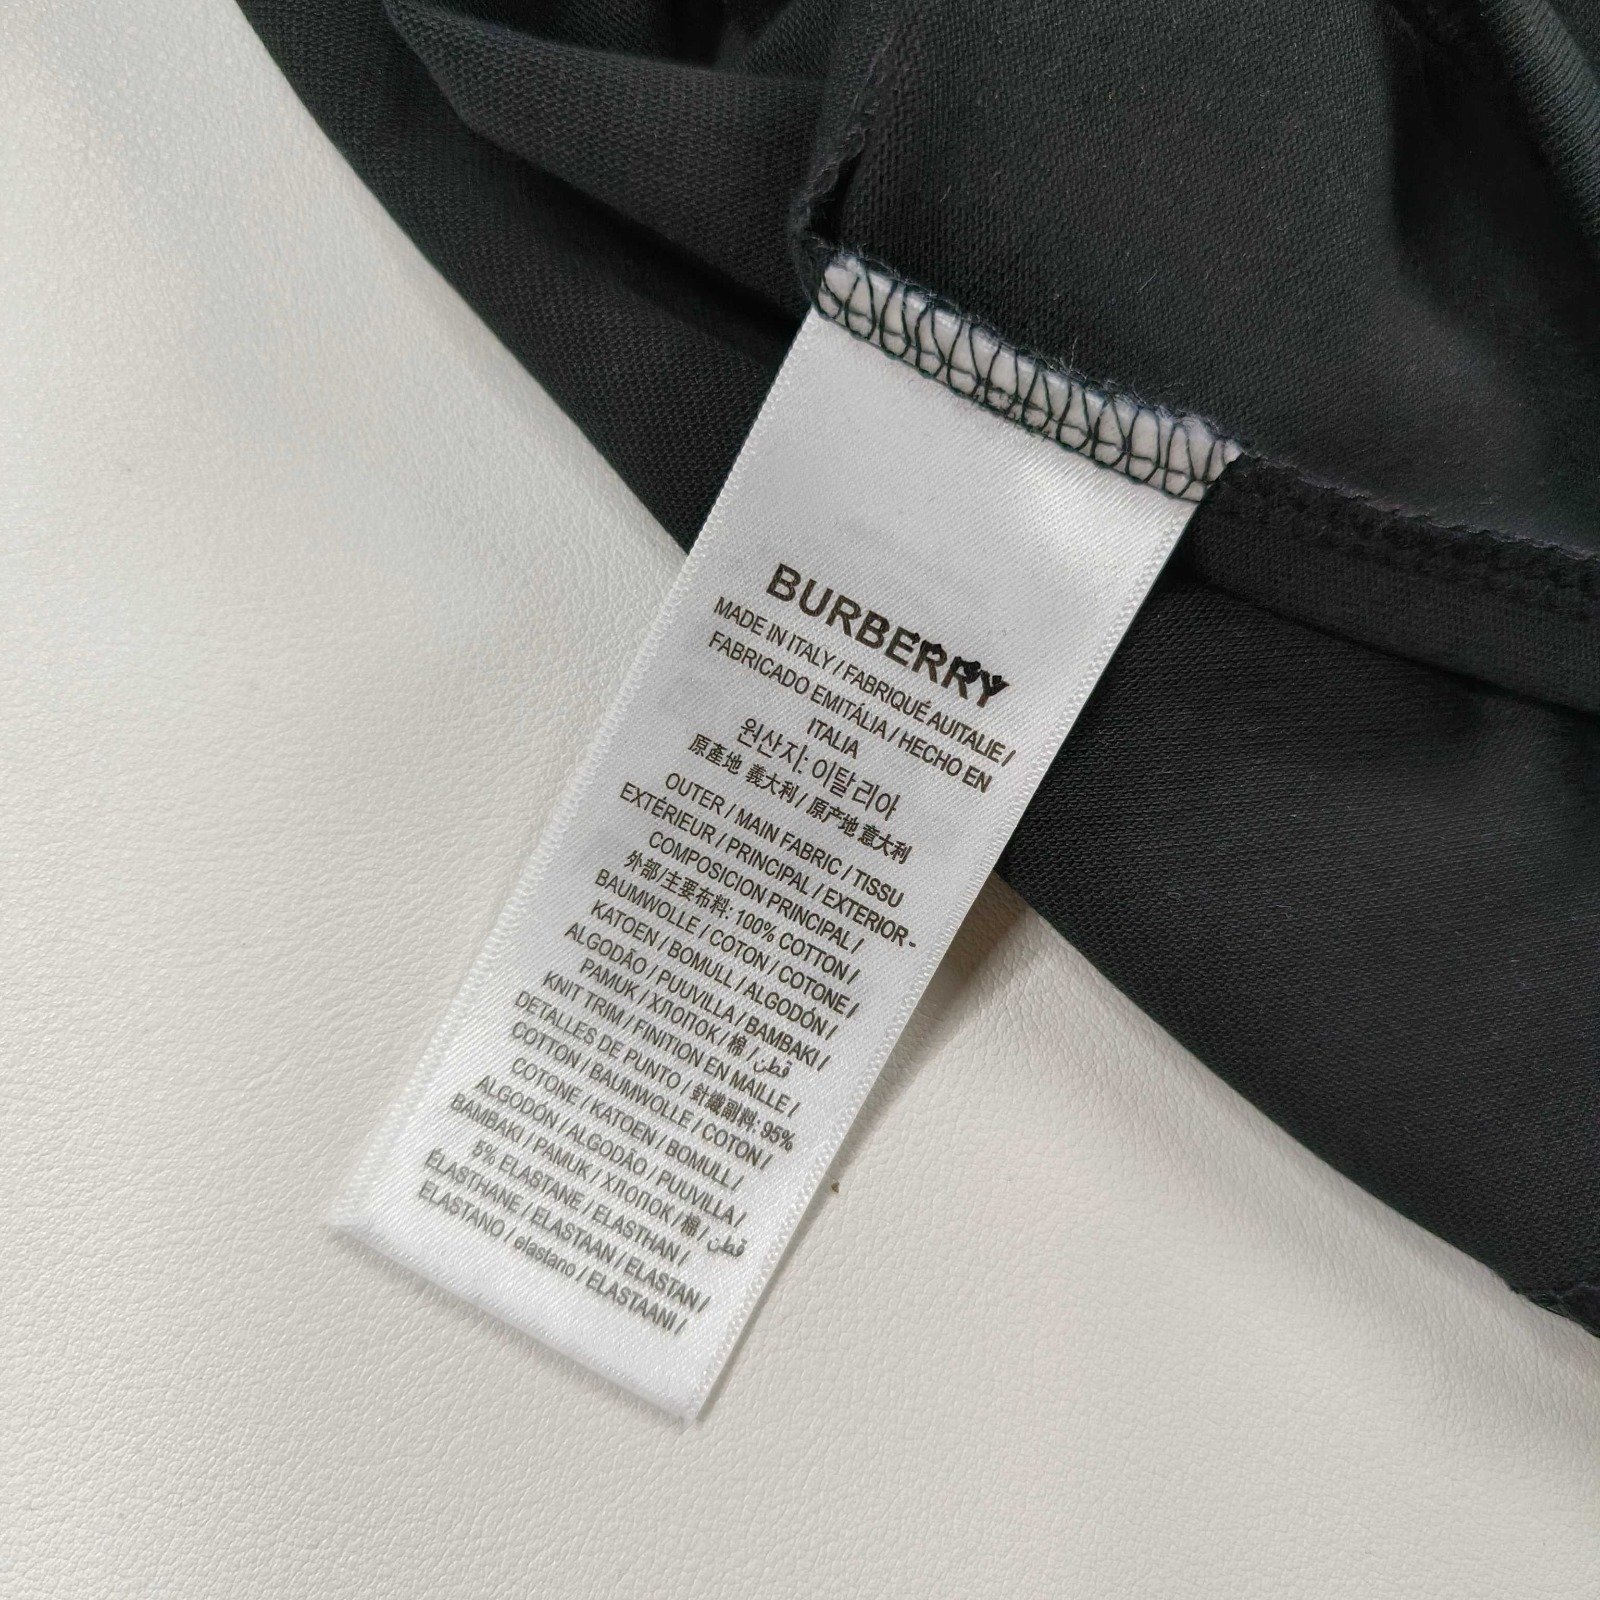 BURBERRY
MADE IN ITALY / FABRIQUÉ AUITALIE /
FABRICADO EMITÁLIA / HECHO EN
ITALIA
원산지: 이탈리아
原產地 義大利 / 原产地 意大利
OUTER / MAIN FABRIC / TISSU
EXTÉRIEUR / PRINCIPAL / EXTERIOR -
COMPOSICION PRINCIPAL /
外部/主要布料: 100% COTTON /
BAUMWOLLE / COTON / COTONE /
KATOEN / BOMULL / ALGODÓN /
ALGODÃO / PUUVILLA / BAMBAKI /
PAMUK / ХЛОПОК / 棉 / قطن
KNIT TRIM / FINITION EN MAILLE /
DETALLES DE PUNTO / 針織副料: 95%
COTTON / BAUMWOLLE / COTON /
COTONE / KATOEN / BOMULL /
ALGODÓN / ALGODÃO / PUUVILLA /
BAMBAKI / PAMUK / ХЛОПОК / 棉 / قطن
5% ELASTANE / ELASTHAN /
ÉLASTHANE / ELASTAAN / ELASTAN /
ELASTANO / elastano / ELASTAANI /